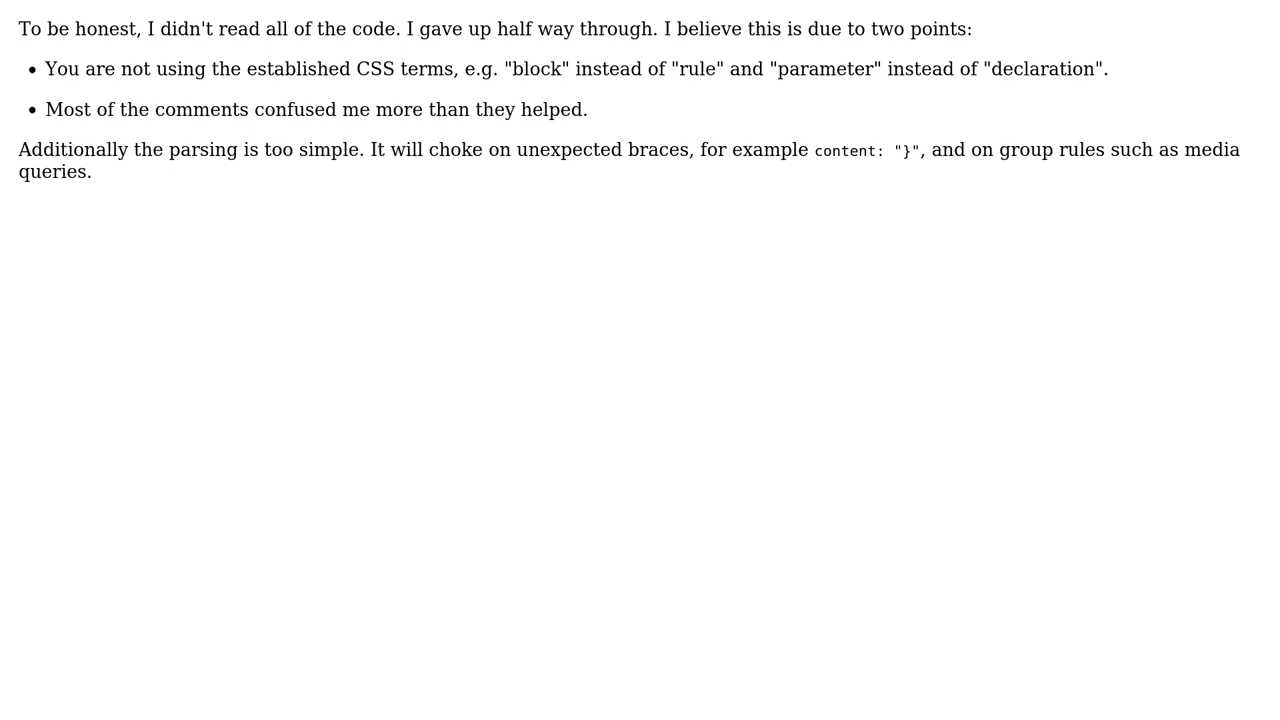 To be honest, I didn't read all of the code. I gave up half way through. I believe this is due to two points:
• You are not using the established CSS terms, e.g. "block" instead of "rule" and "parameter" instead of "declaration".
• Most of the comments confused me more than they helped.
Additionally the parsing is too simple. It will choke on unexpected braces, for example content: "}", and on group rules such as media
queries.